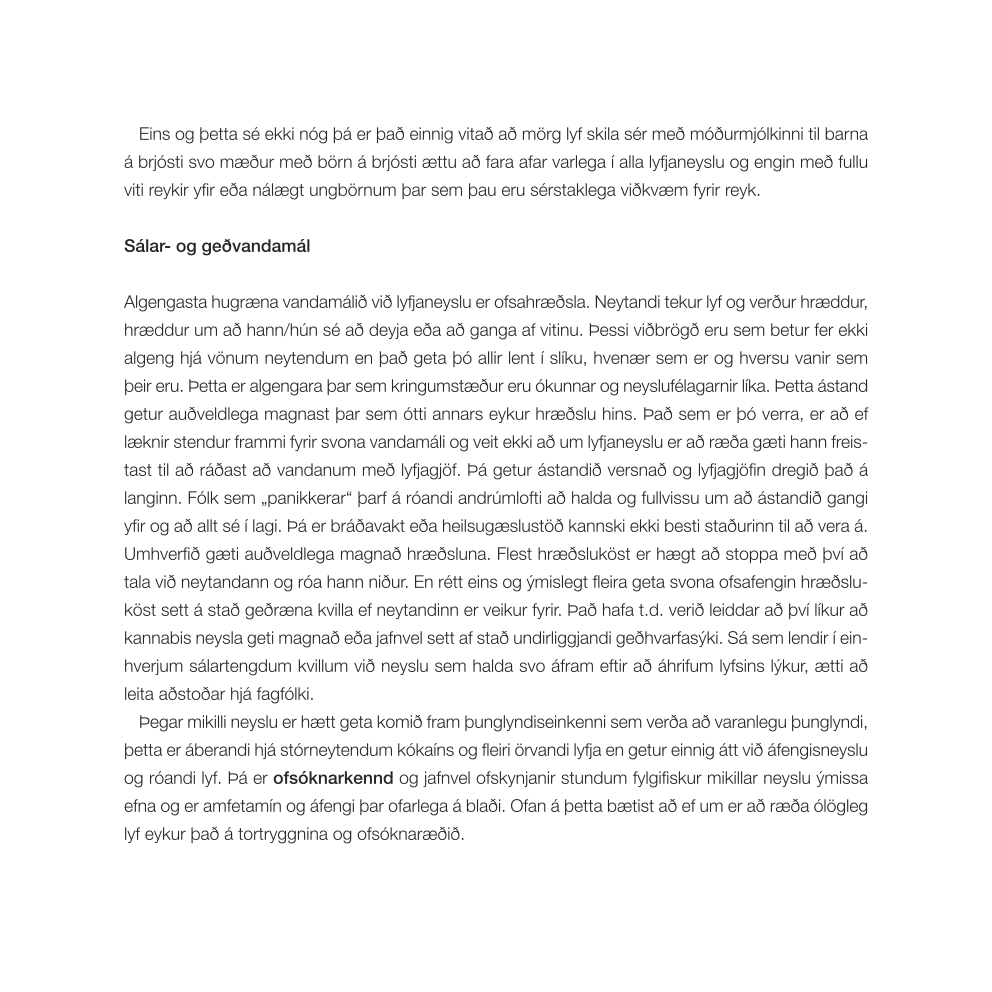 Eins og þetta sé ekki nóg þá er það einnig vitað að mörg lyf skila sér með móðurmjólkinni til barna
á brjósti svo mæður með börn á brjósti ættu að fara afar varlega í alla lyfjaneyslu og engin með fullu
viti reykir yfir eða nálægt ungbörnum þar sem þau eru sérstaklega viðkvæm fyrir reyk.
Sálar- og geðvandamál
Algengasta hugræna vandamálið við lyfjaneyslu er ofsahræðsla. Neytandi tekur lyf og verður hræddur,
hræddur um að hann/hún sé að deyja eða að ganga af vitinu. Þessi viðbrögð eru sem betur fer ekki
algeng hjá vönum neytendum en það geta þó allir lent í slíku, hvenær sem er og hversu vanir sem
þeir eru. Þetta er algengara þar sem kringumstæður eru ókunnar og neyslufélagarnir líka. Þetta ástand
getur auðveldlega magnast þar sem ótti annars eykur hræðslu hins. Það sem er þó verra, er að ef
læknir stendur frammi fyrir svona vandamáli og veit ekki að um lyfjaneyslu er að ræða gæti hann freis-
tast til að ráðast að vandanum með lyfjagjöf. Þá getur ástandið versnað og lyfjagjöfin dregið það á
langinn. Fólk sem „panikkerar“ þarf á róandi andrúmlofti að halda og fullvissu um að ástandið gangi
yfir og að allt sé í lagi. Þá er bráðavakt eða heilsugæslustöð kannski ekki besti staðurinn til að vera á.
Umhverfið gæti auðveldlega magnað hræðsluna. Flest hræðsluköst er hægt að stoppa með því að
tala við neytandann og róa hann niður. En rétt eins og ýmislegt fleira geta svona ofsafengin hræðslu-
köst sett á stað geðræna kvilla ef neytandinn er veikur fyrir. Það hafa t.d. verið leiddar að því líkur að
kannabis neysla geti magnað eða jafnvel sett af stað undirliggjandi geðhvarfasýki. Sá sem lendir í ein-
hverjum sálartengdum kvillum við neyslu sem halda svo áfram eftir að áhrifum lyfsins lýkur, ætti að
leita aðstoðar hjá fagfólki.
Þegar mikilli neyslu er hætt geta komið fram þunglyndiseinkenni sem verða að varanlegu þunglyndi,
þetta er áberandi hjá stórneytendum kókaíns og fleiri örvandi lyfja en getur einnig átt við áfengisneyslu
og róandi lyf. Þá er ofsóknarkennd og jafnvel ofskynjanir stundum fylgifiskur mikillar neyslu ýmissa
efna og er amfetamín og áfengi þar ofarlega á blaði. Ofan á þetta bætist að ef um er að ræða ólögleg
lyf eykur það á tortryggnina og ofsóknaræðið.